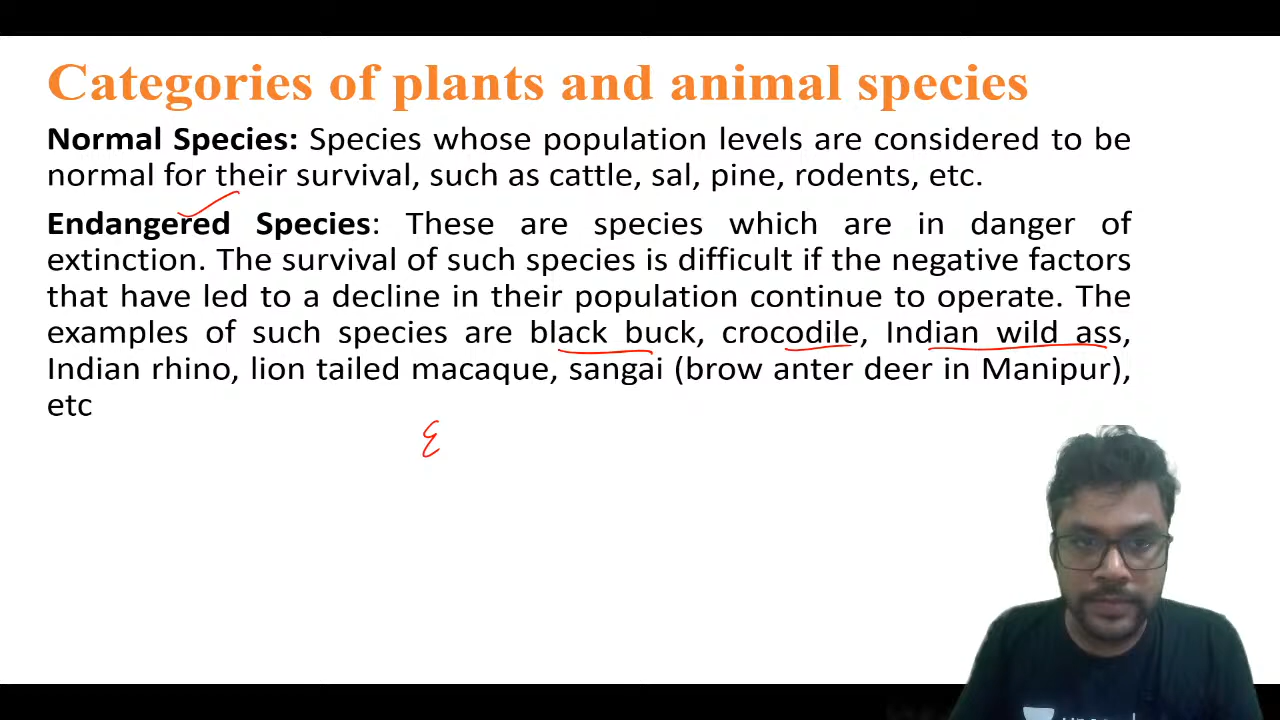 Categories of plants and animal species
Normal Species: Species whose population levels are considered to be
normal for their survival, such as cattle, sal, pine, rodents, etc.
Endangered Species: These are species which are in danger of
extinction. The survival of such species is difficult if the negative factors
that have led to a decline in their population continue to operate. The
examples of such species are black buck, crocodile, Indian wild ass,
Indian rhino, lion tailed macaque, sangai (brow anter deer in Manipur),
etc